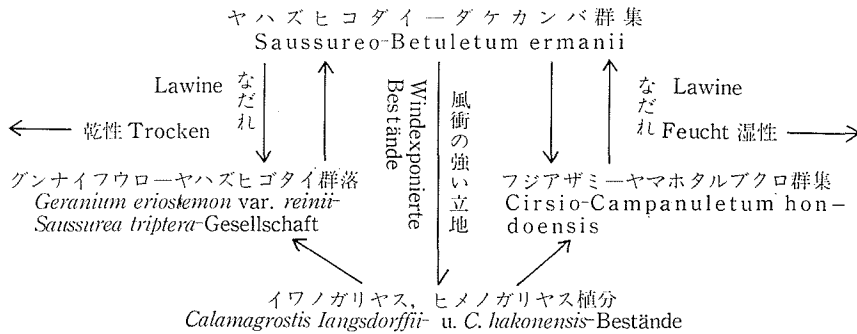 ヤハズヒコダイーダケカンバ群集
Saussureo-Betuletum ermanii
Lawine
なだれ
Windexponierte
Bestände
風衝の強い立地
なだれ
Lawine
乾性 Trocken
Feucht 湿性
グンナイフウローヤハズヒゴタイ群落
Geranium eriostemon var. reinii-
Saussurea triptera-Gesellschaft
フジアザミーヤマホタルブクロ群集
Cirsio-Campanuletum hon-
doensis
イワノガリヤス，ヒメノガリヤス植分
Calamagrostis langsdorffii- u. C. hakonensis-Bestände